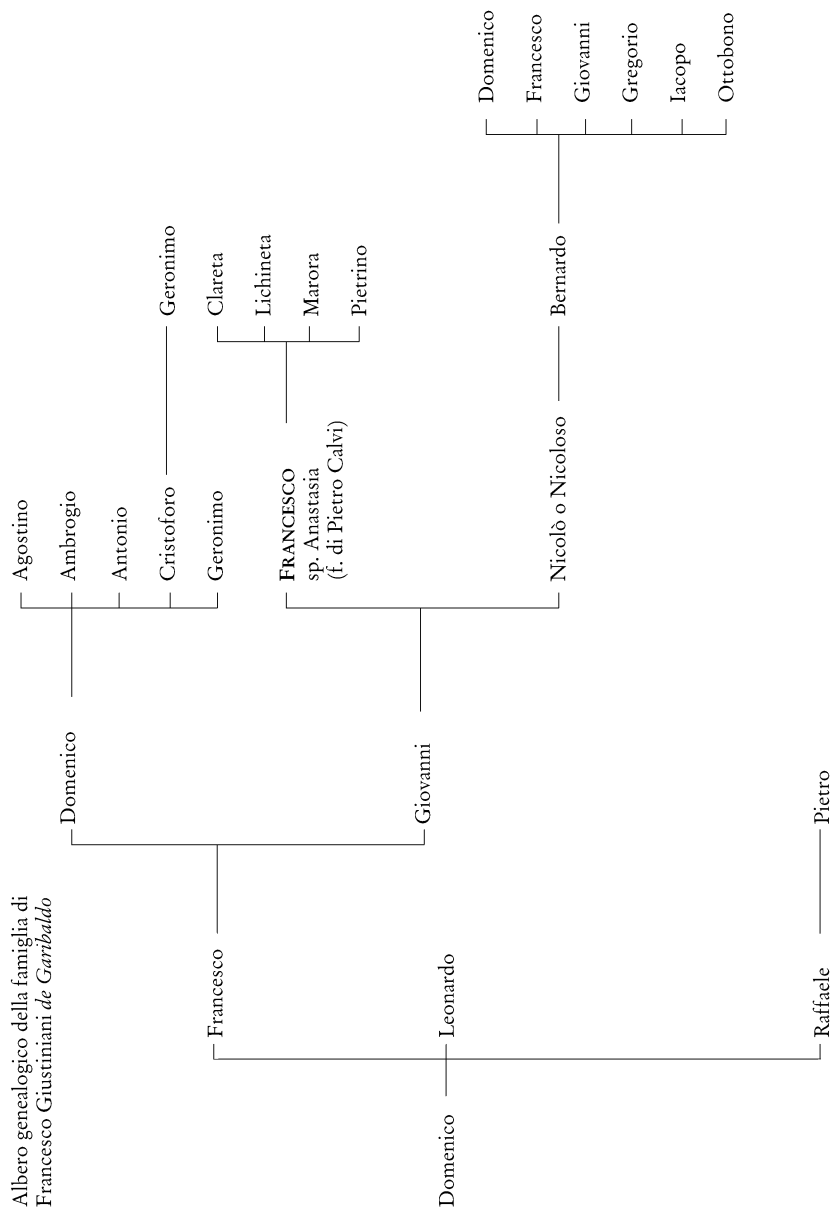 Albero genealogico della famiglia di
Francesco Giustiniani de Garibaldo
Domenico
Francesco
Leonardo
Raffaele
Domenico
Giovanni
Pietro
Agostino
Ambrogio
Antonio
Cristoforo
Geronimo
FRANCESCO
sp. Anastasia
(f. di Pietro Calvi)
Nicolò o Nicoloso
Geronimo
Clareta
Lichineta
Marora
Pietrino
Bernardo
Domenico
Francesco
Giovanni
Gregorio
Iacopo
Ottobono